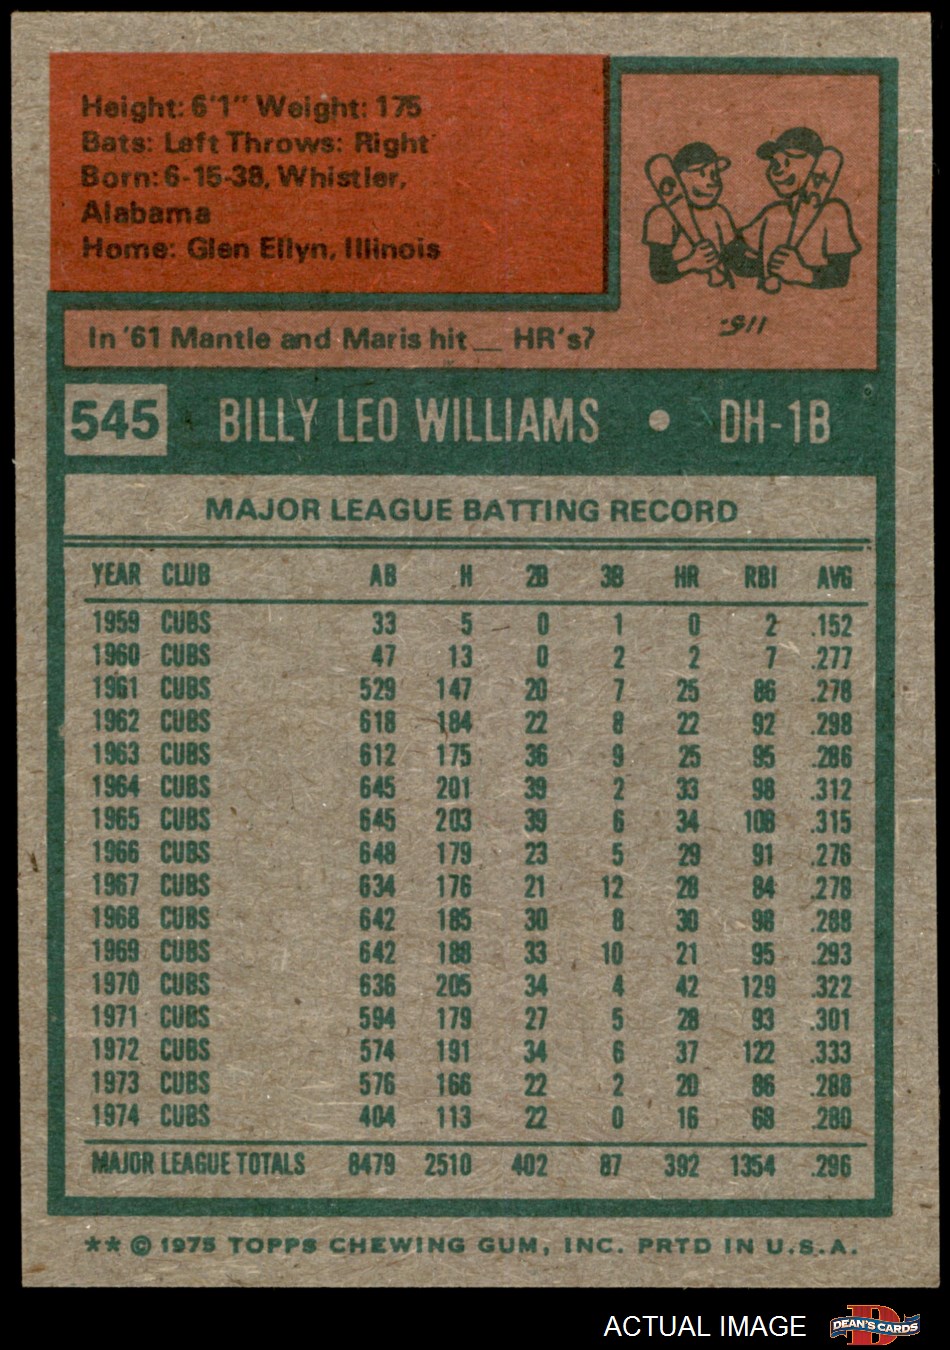 Height: 6'1" Weight: 175
Bats: Left Throws: Right
Born: 6-15-38, Whistler,
Alabama
Home: Glen Ellyn, Illinois
61
54
In '61 Mantle and Maris hit __ HR's?
115.
545 BILLY LEO WILLIAMS • DH-1B
MAJOR LEAGUE BATTING RECORD
YEAR CLUB AB H 2B 3B HR RBI AVG
1959 CUBS 33 5 0 1 0 2 .152
1960 CUBS 47 13 0 2 2 7 .277
1961 CUBS 529 147 20 7 25 86 .278
1962 CUBS 618 184 22 8 22 92 .298
1963 CUBS 612 175 36 9 25 95 .286
1964 CUBS 645 201 39 2 33 98 .312
1965 CUBS 645 203 39 6 34 108 .315
1966 CUBS 648 179 23 5 29 91 .276
1967 CUBS 634 176 21 12 28 84 .278
1968 CUBS 642 185 30 8 30 98 .288
1969 CUBS 642 188 33 10 21 95 .293
1970 CUBS 636 205 34 4 42 129 .322
1971 CUBS 594 179 27 5 28 93 .301
1972 CUBS 574 191 34 6 37 122 .333
1973 CUBS 576 166 22 2 20 86 .288
1974 CUBS 404 113 22 0 16 68 .280
MAJOR LEAGUE TOTALS 8479 2510 402 87 392 1354 .296
** © 1975 TOPPS CHEWING GUM, INC. PRTD IN U.S.A.
ACTUAL IMAGE
DEAN'S CARDS